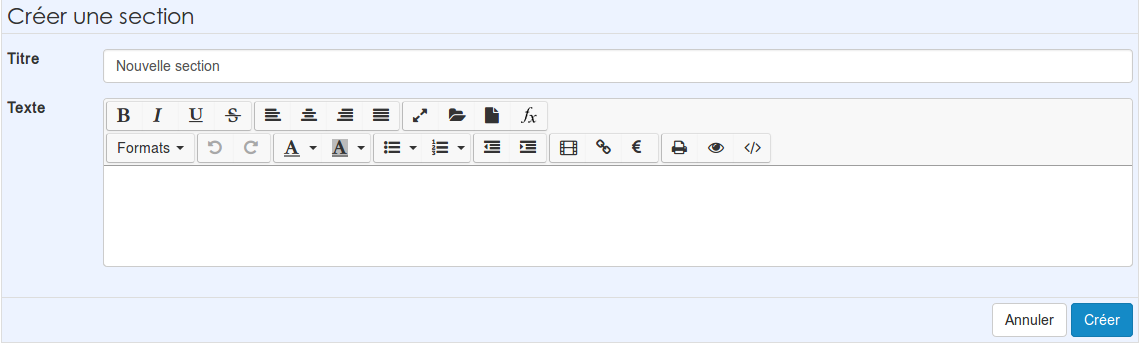 Créer une section
Titre
Nouvelle section
Texte
B I U S fx
Formats A A €
Annuler Créer